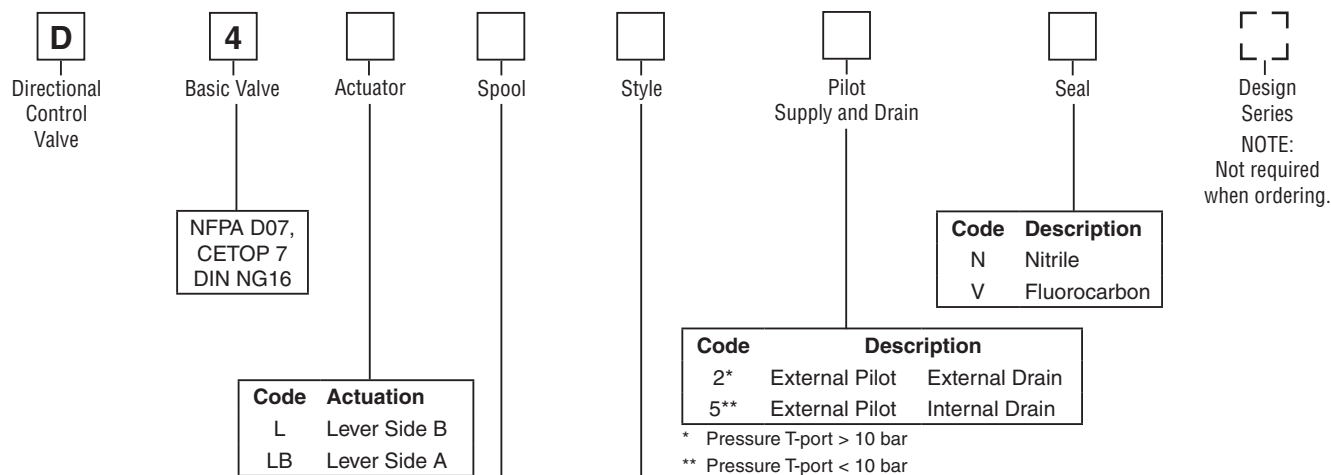 D
4
Directional
Control
Valve
Basic Valve
Actuator
Spool
Style
Pilot
Supply and Drain
Seal
Design
Series
NOTE:
Not required
when ordering.
NFPA D07,
CETOP 7
DIN NG16
Code Description
N Nitrile
V Fluorocarbon
Code Description
2* External Pilot External Drain
5** External Pilot Internal Drain
* Pressure T-port > 10 bar
** Pressure T-port < 10 bar
Code Actuation
L Lever Side B
LB Lever Side A